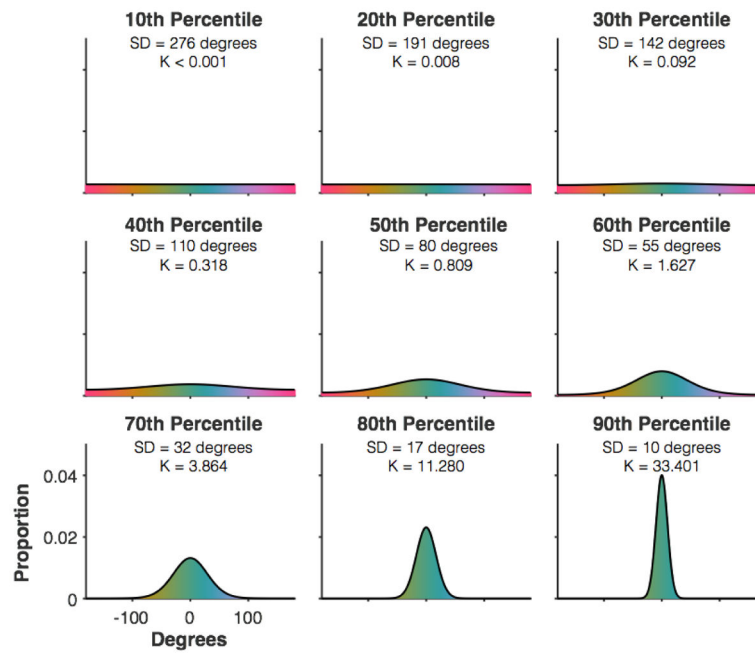 10th Percentile
SD = 276 degrees
K < 0.001
20th Percentile
SD = 191 degrees
K = 0.008
30th Percentile
SD = 142 degrees
K = 0.092
40th Percentile
SD = 110 degrees
K = 0.318
50th Percentile
SD = 80 degrees
K = 0.809
60th Percentile
SD = 55 degrees
K = 1.627
70th Percentile
SD = 32 degrees
K = 3.864
80th Percentile
SD = 17 degrees
K = 11.280
90th Percentile
SD = 10 degrees
K = 33.401
Proportion
0.04
0.02
0
-100 0 100
Degrees